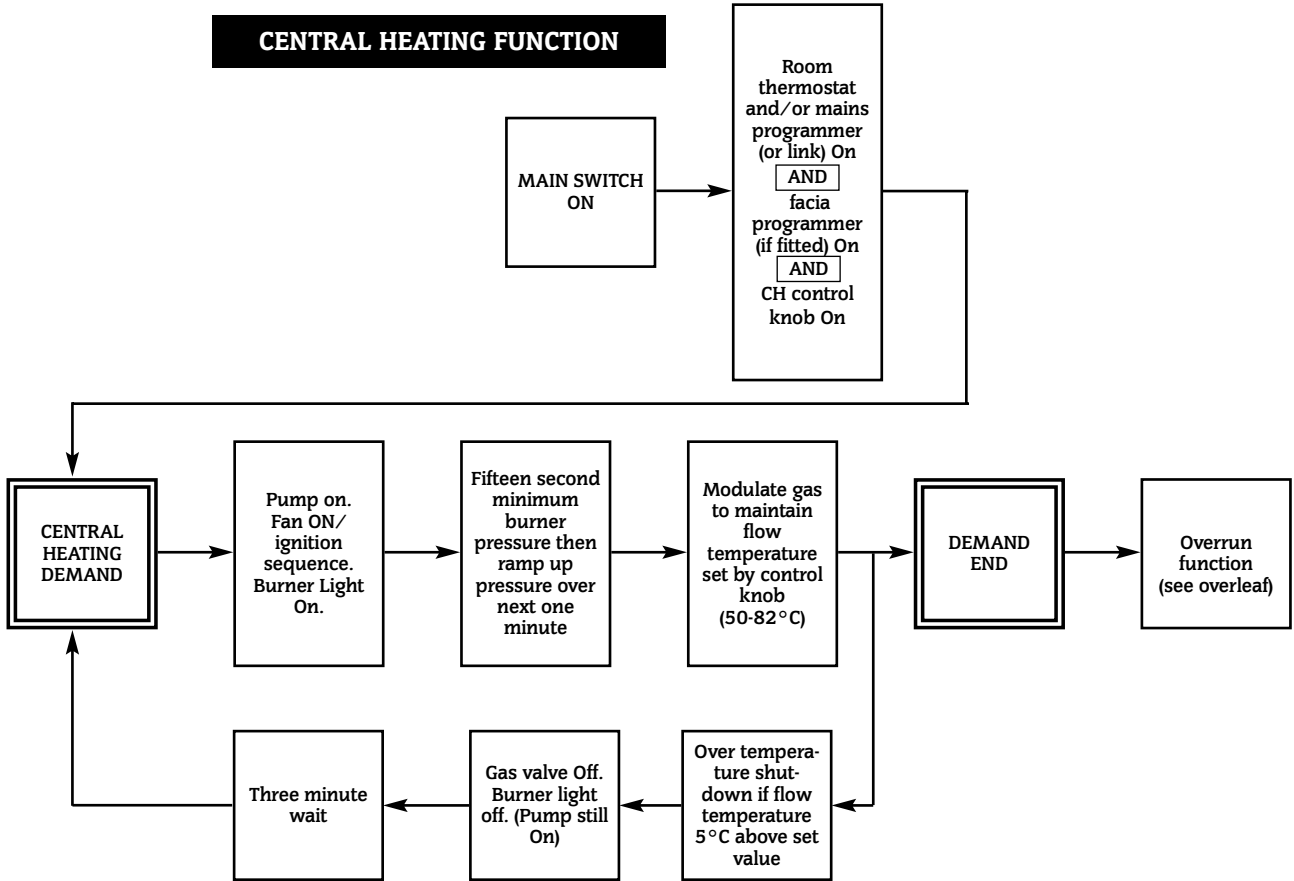 CENTRAL HEATING FUNCTION
MAIN SWITCH
ON
Room
thermostat
and/or mains
programmer
(or link) On
AND
facia
programmer
(if fitted) On
AND
CH control
knob On
CENTRAL
HEATING
DEMAND
Pump on.
Fan ON/
ignition
sequence.
Burner Light
On.
Fifteen second
minimum
burner
pressure then
ramp up
pressure over
next one
minute
Modulate gas
to maintain
flow
temperature
set by control
knob
(50-82°C)
DEMAND
END
Overrun
function
(see overleaf)
Over tempera-
ture shut-
down if flow
temperature
5°C above set
value
Gas valve Off.
Burner light
off. (Pump still
On)
Three minute
wait